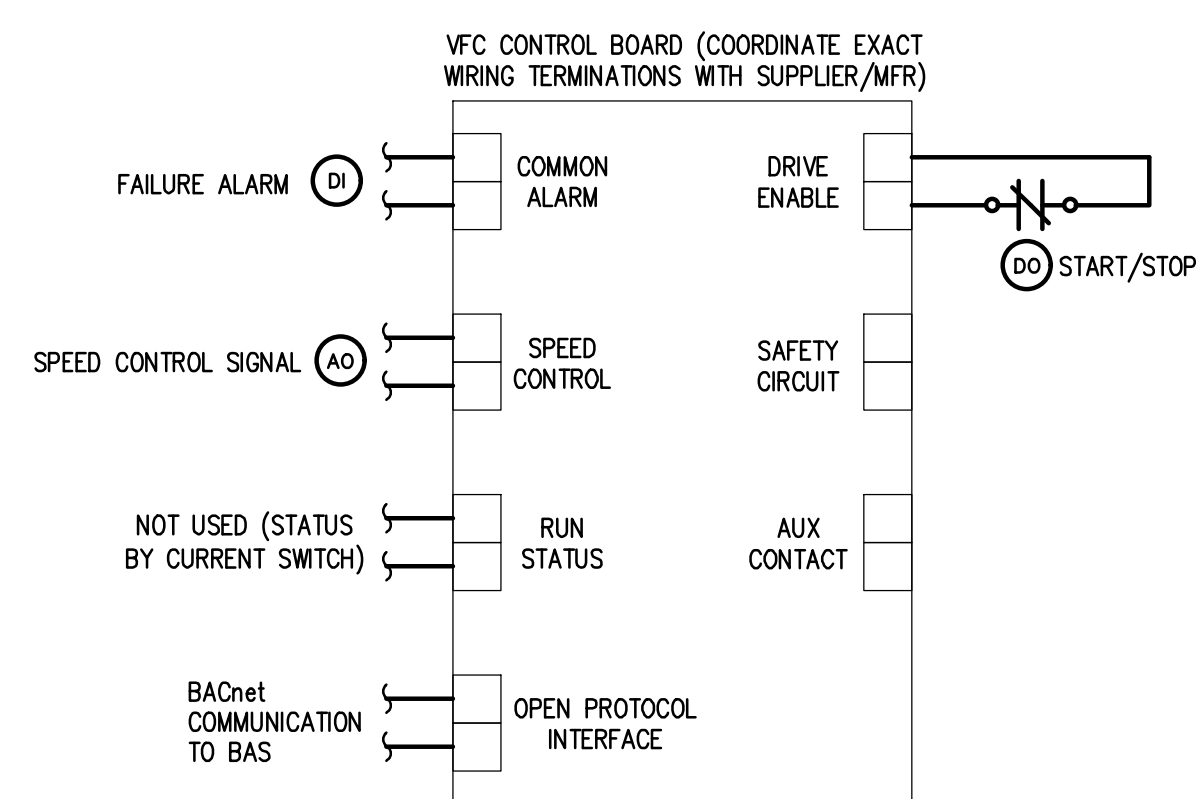 VFC CONTROL BOARD (COORDINATE EXACT
WIRING TERMINATIONS WITH SUPPLIER/MFR)
FAILURE ALARM
DI
COMMON
ALARM
DRIVE
ENABLE
DO
START/STOP
SPEED CONTROL SIGNAL
AO
SPEED
CONTROL
SAFETY
CIRCUIT
NOT USED (STATUS
BY CURRENT SWITCH)
RUN
STATUS
AUX
CONTACT
BACnet
COMMUNICATION
TO BAS
OPEN PROTOCOL
INTERFACE